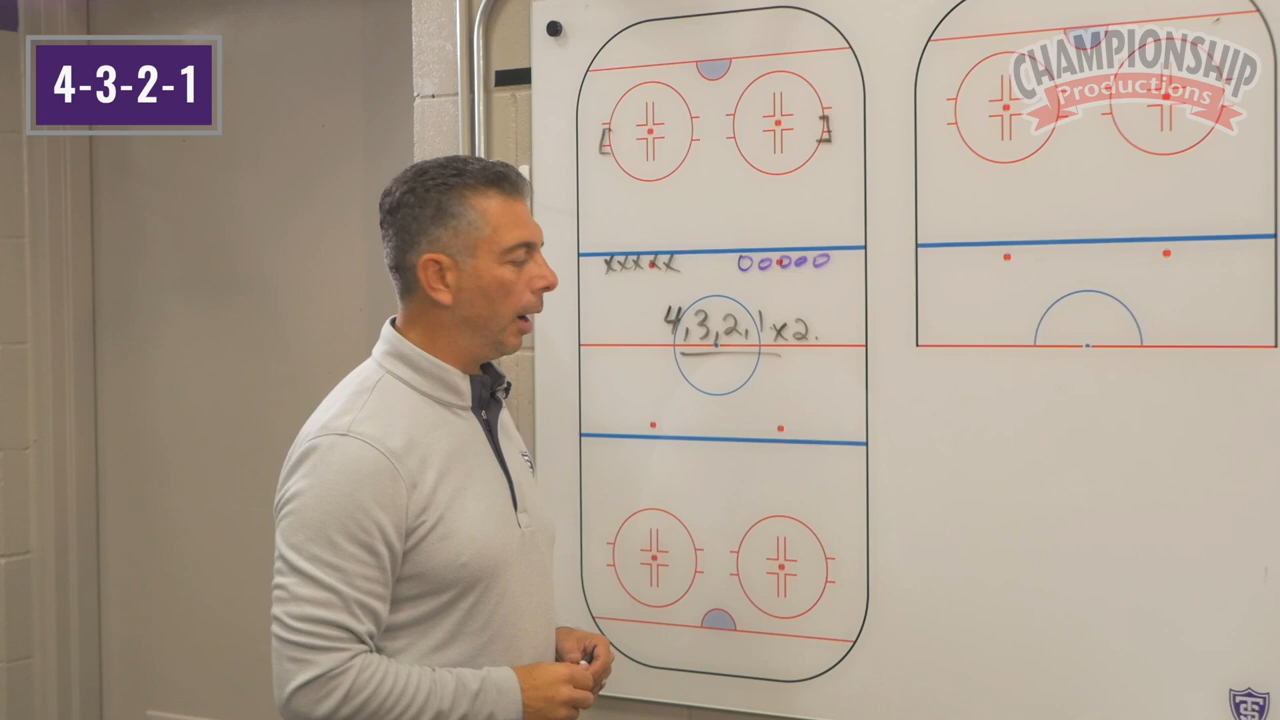 4-3-2-1
CHAMPIONSHIP
Productions
XXXXX
OOOOO
4,3,2,1 x2.